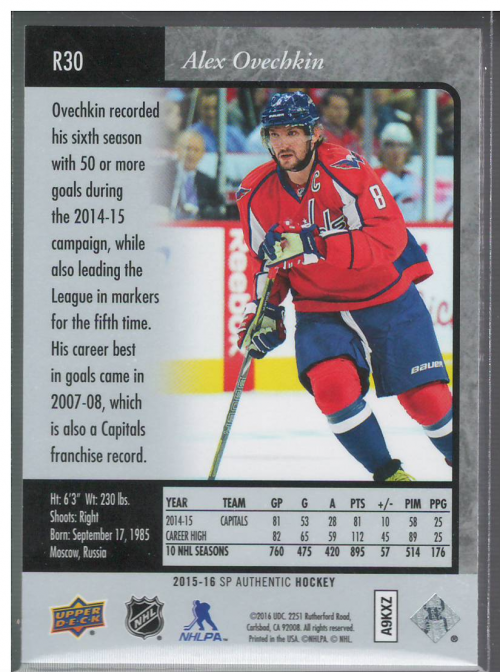 R30
Alex Ovechkin
Ovechkin recorded
his sixth season
with 50 or more
goals during
the 2014-15
campaign, while
also leading the
League in markers
for the fifth time.
His career best
in goals came in
2007-08, which
is also a Capitals
franchise record.
C
8
Reebok
BAUER
Ht: 6'3" Wt: 230 lbs.
Shoots: Right
Born: September 17, 1985
Moscow, Russia
YEAR TEAM GP G A PTS +/- PIM PPG
2014-15 CAPITALS 81 53 28 81 10 58 25
CAREER HIGH 82 65 59 112 45 89 25
10 NHL SEASONS 760 475 420 895 57 514 176
2015-16 SP AUTHENTIC HOCKEY
UPPER
D·E·C·K
NHL
NHLPA
©2016 UDC. 2251 Rutherford Road,
Carlsbad, CA 92008. All rights reserved.
Printed in the USA. ©NHLPA. © NHL.
A9KXZ